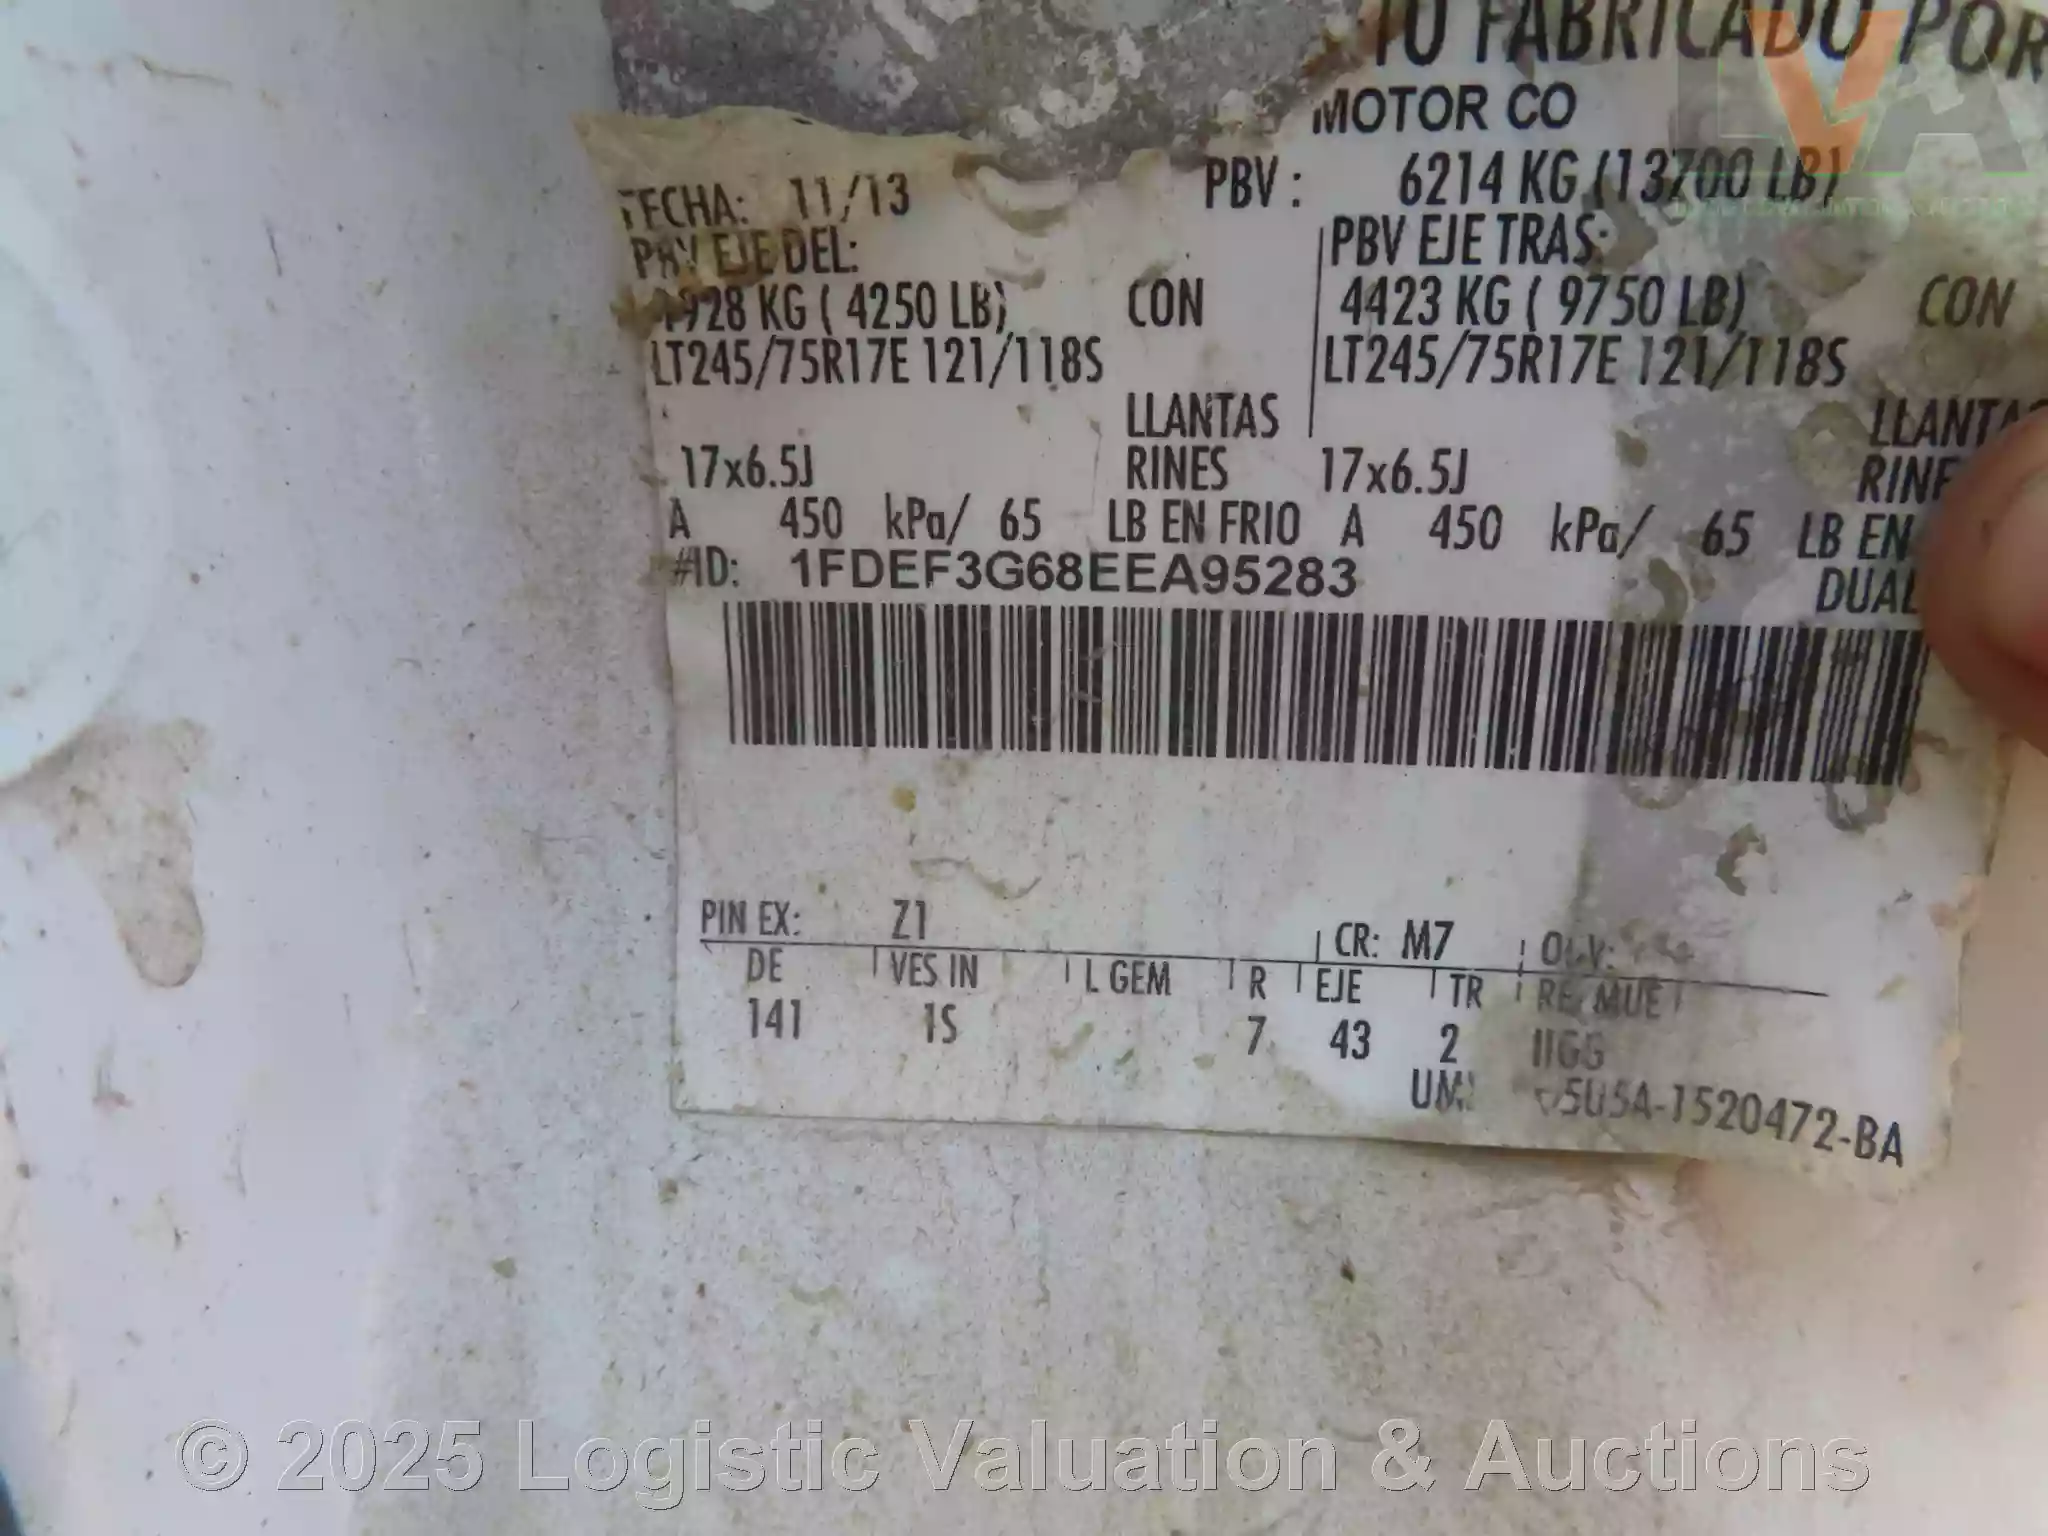 FABRICADO POR
MOTOR CO
FECHA: 11/13 PBV: 6214 KG (13700 LB)
PBV EJE DEL: PBV EJE TRAS:
1928 KG ( 4250 LB) CON 4423 KG ( 9750 LB) CON
LT245/75R17E 121/118S LT245/75R17E 121/118S
LLANTAS
17x6.5J RINES 17x6.5J
A 450 kPa/ 65 LB EN FRIO A 450 kPa/ 65 LB EN
#ID: 1FDEF3G68EEA95283 DUAL
PIN EX: Z1 CR: M7
DE VES IN L GEM R EJE TR
141 1S 7 43 2 IIGG
5U5A-1520472-BA
© 2025 Logistic Valuation & Auctions
LVA